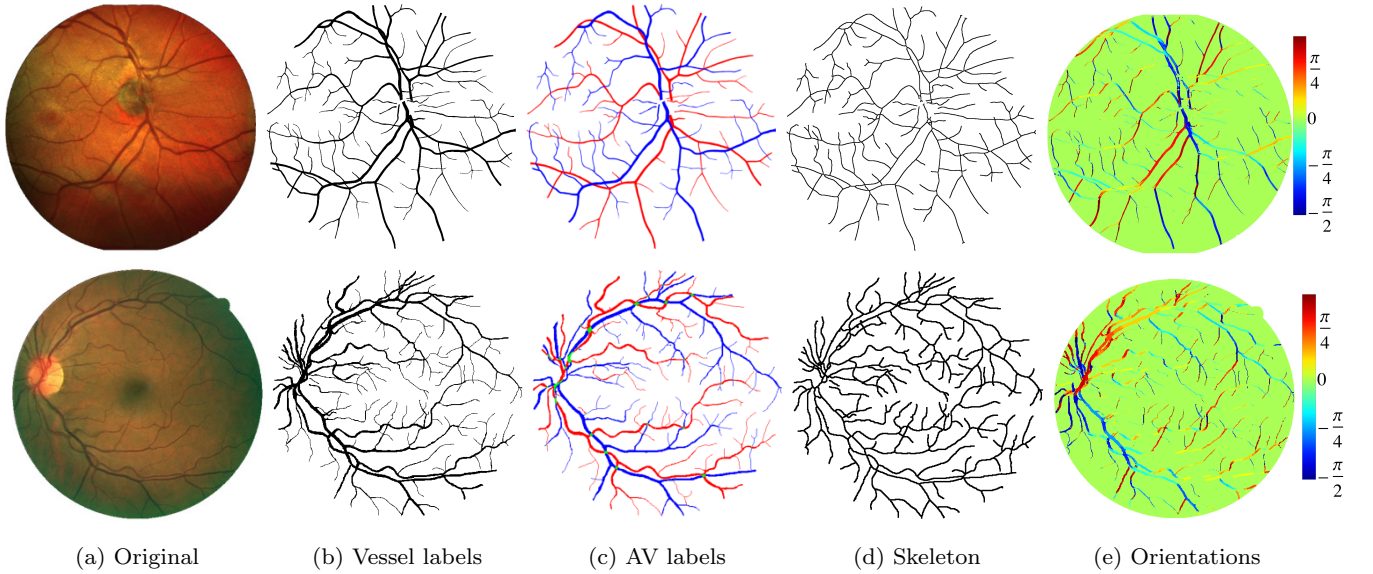 π
4
0
π
4
π
2
π
4
0
π
4
π
2
(a) Original
(b) Vessel labels
(c) AV labels
(d) Skeleton
(e) Orientations